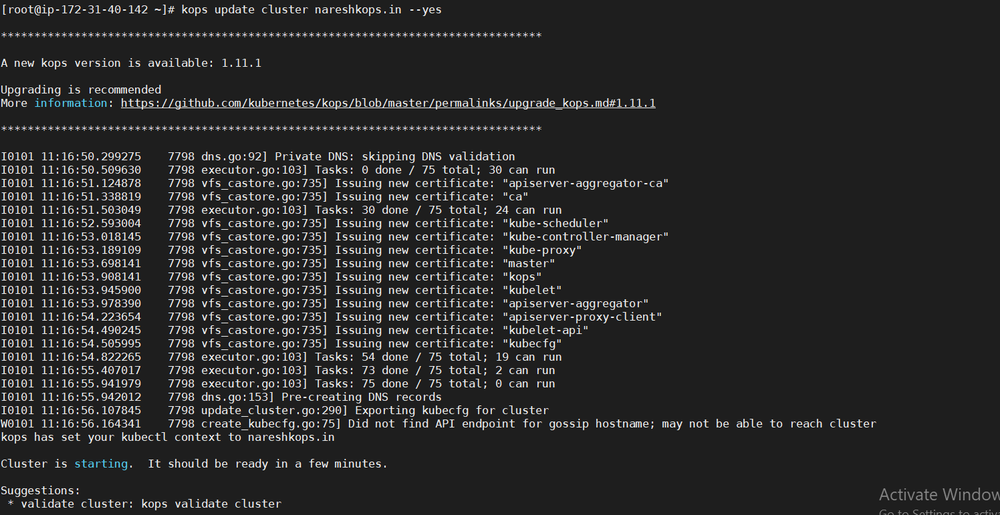 [root@ip-172-31-40-142 ~]# kops update cluster nareshkops.in --yes
*********************************************************************************
A new kops version is available: 1.11.1
Upgrading is recommended
More information: https://github.com/kubernetes/kops/blob/master/permalinks/upgrade_kops.md#1.11.1
*********************************************************************************
I0101 11:16:50.299275    7798 dns.go:92] Private DNS: skipping DNS validation
I0101 11:16:50.509630    7798 executor.go:103] Tasks: 0 done / 75 total; 30 can run
I0101 11:16:51.124878    7798 vfs_castore.go:735] Issuing new certificate: "apiserver-aggregator-ca"
I0101 11:16:51.338819    7798 vfs_castore.go:735] Issuing new certificate: "ca"
I0101 11:16:51.503049    7798 executor.go:103] Tasks: 30 done / 75 total; 24 can run
I0101 11:16:52.593004    7798 vfs_castore.go:735] Issuing new certificate: "kube-scheduler"
I0101 11:16:53.018145    7798 vfs_castore.go:735] Issuing new certificate: "kube-controller-manager"
I0101 11:16:53.189109    7798 vfs_castore.go:735] Issuing new certificate: "kube-proxy"
I0101 11:16:53.698141    7798 vfs_castore.go:735] Issuing new certificate: "master"
I0101 11:16:53.908141    7798 vfs_castore.go:735] Issuing new certificate: "kops"
I0101 11:16:53.945900    7798 vfs_castore.go:735] Issuing new certificate: "kubelet"
I0101 11:16:53.978390    7798 vfs_castore.go:735] Issuing new certificate: "apiserver-aggregator"
I0101 11:16:54.223654    7798 vfs_castore.go:735] Issuing new certificate: "apiserver-proxy-client"
I0101 11:16:54.490245    7798 vfs_castore.go:735] Issuing new certificate: "kubelet-api"
I0101 11:16:54.505995    7798 vfs_castore.go:735] Issuing new certificate: "kubecfg"
I0101 11:16:54.822265    7798 executor.go:103] Tasks: 54 done / 75 total; 19 can run
I0101 11:16:55.407017    7798 executor.go:103] Tasks: 73 done / 75 total; 2 can run
I0101 11:16:55.941979    7798 executor.go:103] Tasks: 75 done / 75 total; 0 can run
I0101 11:16:55.942012    7798 dns.go:153] Pre-creating DNS records
I0101 11:16:56.107845    7798 update_cluster.go:290] Exporting kubecfg for cluster
W0101 11:16:56.164341    7798 create_kubecfg.go:75] Did not find API endpoint for gossip hostname; may not be able to reach cluster
kops has set your kubectl context to nareshkops.in
Cluster is starting.  It should be ready in a few minutes.
Suggestions:
 * validate cluster: kops validate cluster
Activate Window
Go to Settings to activa